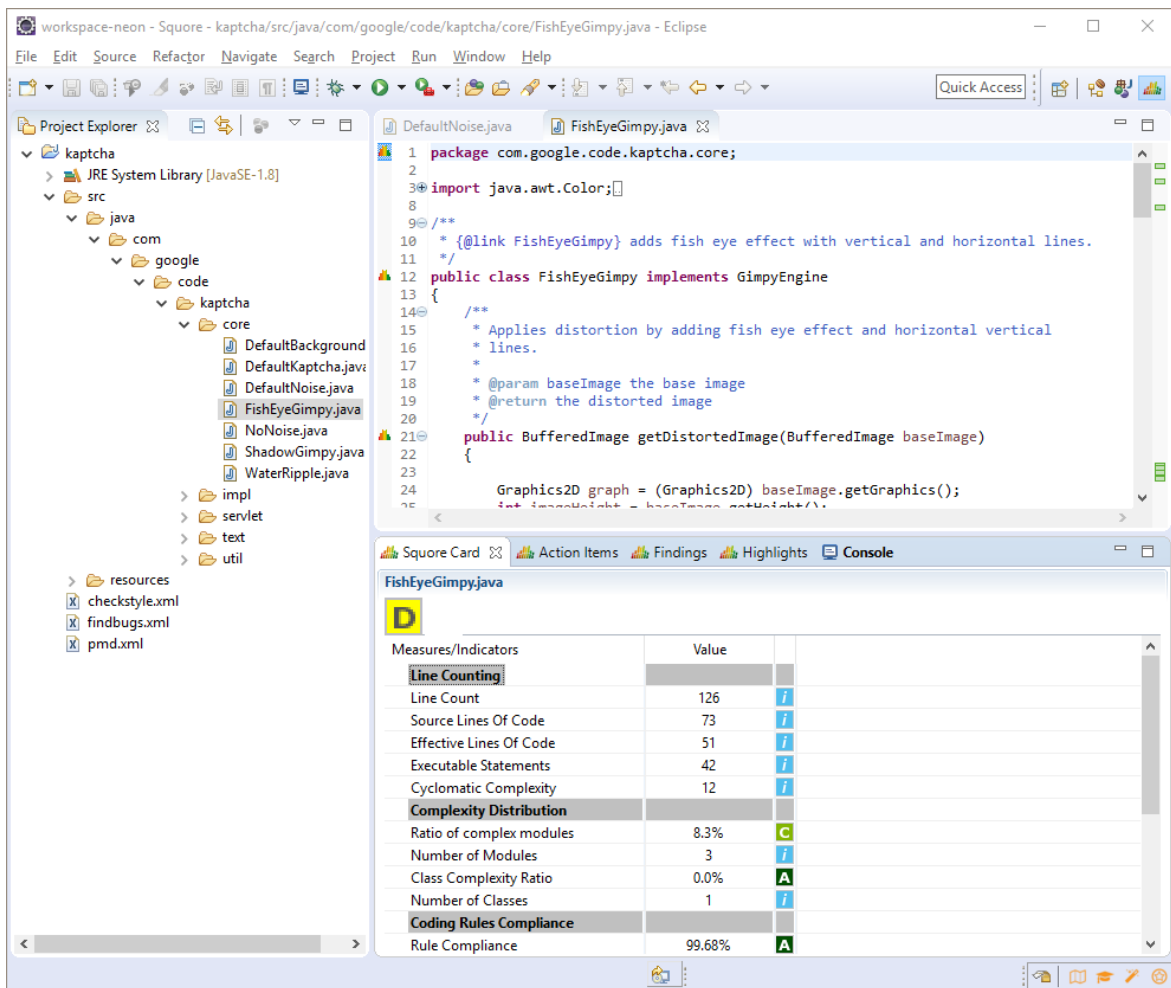 workspace-neon - Squore - kaptcha/src/java/com/google/code/kaptcha/core/FishEyeGimpy.java - Eclipse
File Edit Source Refactor Navigate Search Project Run Window Help
Quick Access
Project Explorer
kaptcha
JRE System Library [JavaSE-1.8]
src
java
com
google
code
kaptcha
core
DefaultBackground
DefaultKaptcha.java
DefaultNoise.java
FishEyeGimpy.java
NoNoise.java
ShadowGimpy.java
WaterRipple.java
impl
servlet
text
util
resources
checkstyle.xml
findbugs.xml
pmd.xml
DefaultNoise.java FishEyeGimpy.java
1 package com.google.code.kaptcha.core;
2
3 import java.awt.Color;
8
9 /**
10 * {@link FishEyeGimpy} adds fish eye effect with vertical and horizontal lines.
11 */
12 public class FishEyeGimpy implements GimpyEngine
13 {
14 /**
15 * Applies distortion by adding fish eye effect and horizontal vertical
16 * lines.
17 *
18 * @param baseImage the base image
19 * @return the distorted image
20 */
21 public BufferedImage getDistortedImage(BufferedImage baseImage)
22 {
23
24 Graphics2D graph = (Graphics2D) baseImage.getGraphics();
25 int imageHeight = baseImage.getHeight();
Squore Card Action Items Findings Highlights Console
FishEyeGimpy.java
D
Measures/Indicators Value
Line Counting
Line Count 126 i
Source Lines Of Code 73 i
Effective Lines Of Code 51 i
Executable Statements 42 i
Cyclomatic Complexity 12 i
Complexity Distribution
Ratio of complex modules 8.3% C
Number of Modules 3 i
Class Complexity Ratio 0.0% A
Number of Classes 1 i
Coding Rules Compliance
Rule Compliance 99.68% A